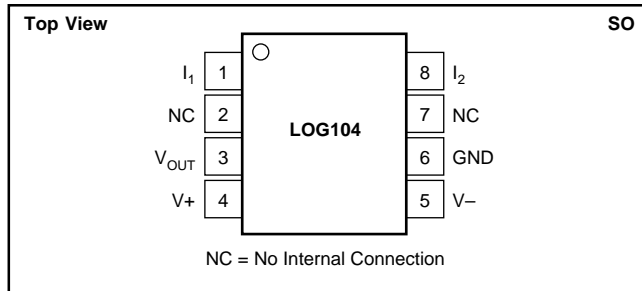 Top View SO
I1 1 8 I2
NC 2 7 NC
LOG104
VOUT 3 6 GND
V+ 4 5 V–
NC = No Internal Connection